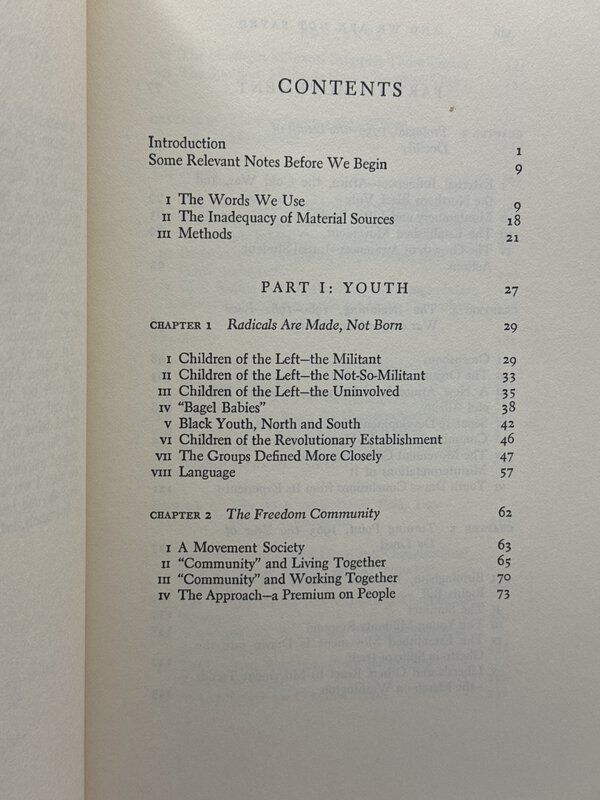 CONTENTS
Introduction 1
Some Relevant Notes Before We Begin 9
I The Words We Use 9
II The Inadequacy of Material Sources 18
III Methods 21
PART I: YOUTH 27
CHAPTER 1 Radicals Are Made, Not Born 29
I Children of the Left—the Militant 29
II Children of the Left—the Not-So-Militant 33
III Children of the Left—the Uninvolved 35
IV "Bagel Babies" 38
V Black Youth, North and South 42
VI Children of the Revolutionary Establishment 46
VII The Groups Defined More Closely 47
VIII Language 57
CHAPTER 2 The Freedom Community 62
I A Movement Society 63
II "Community" and Living Together 65
III "Community" and Working Together 70
IV The Approach—a Premium on People 73